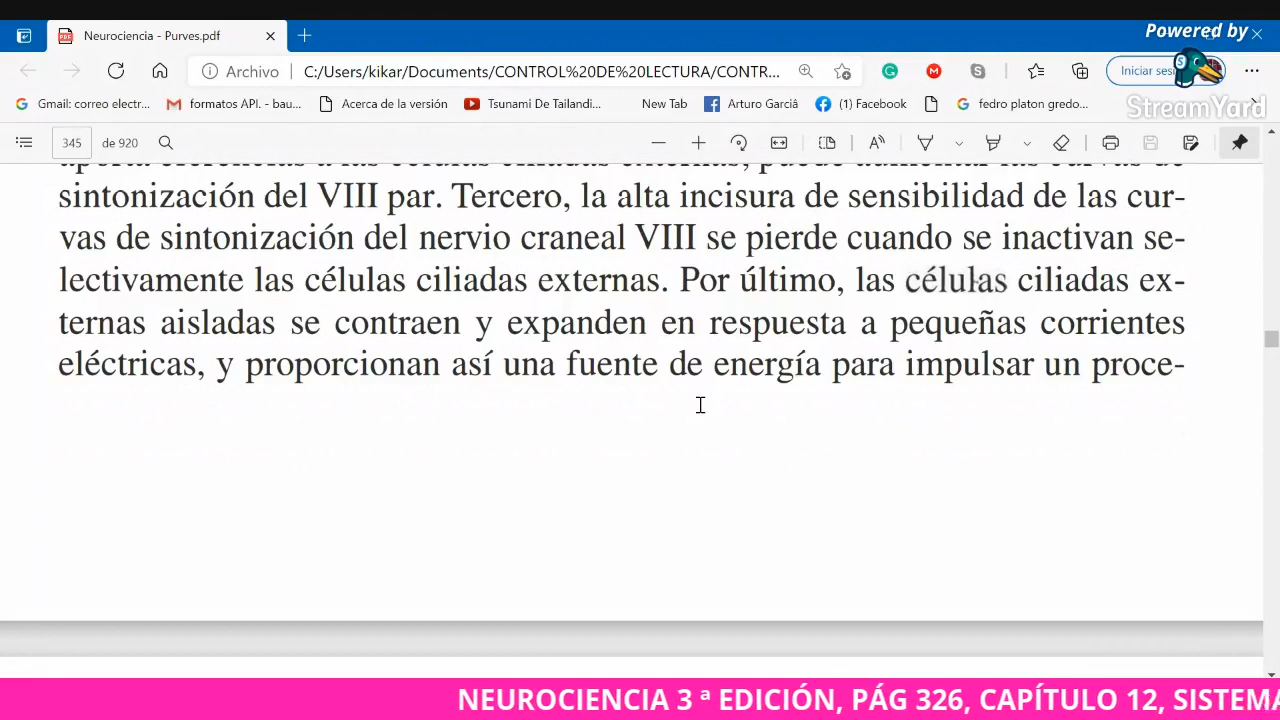 Powered by
Neurociencia - Purves.pdf
Archivo
C:/Users/kikar/Documents/CONTROL%20DE%20LECTURA/CONTR...
Iniciar sesi
StreamYard
Gmail: correo electr...
formatos API. - bau...
Acerca de la versión
Tsunami De Tailandi...
New Tab
Arturo Garciâ
(1) Facebook
fedro platon gredo...
345 de 920
sintonización del VIII par. Tercero, la alta incisura de sensibilidad de las cur-
vas de sintonización del nervio craneal VIII se pierde cuando se inactivan se-
lectivamente las células ciliadas externas. Por último, las células ciliadas ex-
ternas aisladas se contraen y expanden en respuesta a pequeñas corrientes
eléctricas, y proporcionan así una fuente de energía para impulsar un proce-
NEUROCIENCIA 3 ª EDICIÓN, PÁG 326, CAPÍTULO 12, SISTEMA